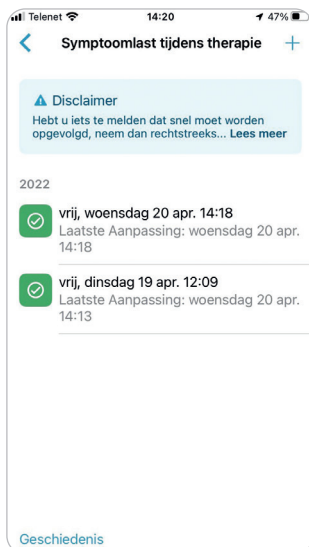 Telenet 14:20 47%
Symptoomlast tijdens therapie +
Disclaimer
Hebt u iets te melden dat snel moet worden
opgevolgd, neem dan rechtstreeks... Lees meer
2022
vrij, woensdag 20 apr. 14:18
Laatste Aanpassing: woensdag 20 apr.
14:18
vrij, dinsdag 19 apr. 12:09
Laatste Aanpassing: woensdag 20 apr.
14:13
Geschiedenis